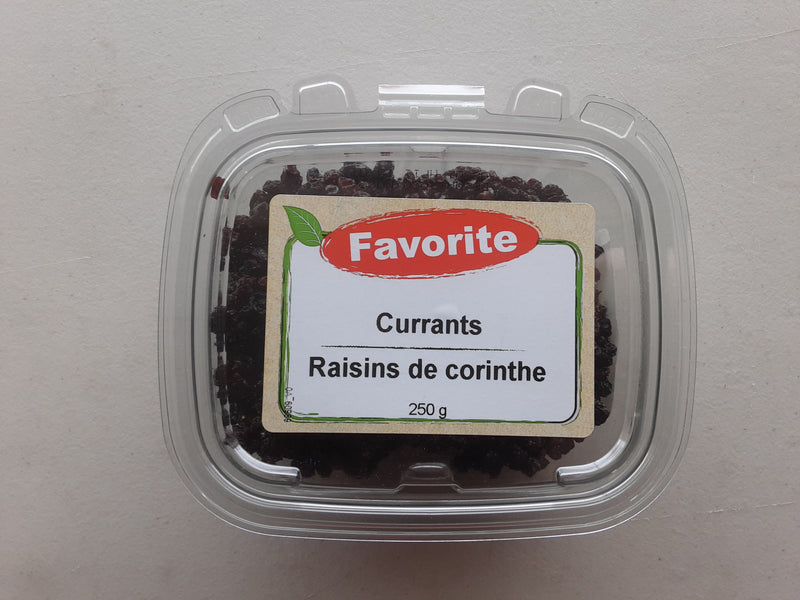 Favorite
Currants
Raisins de corinthe
250 g